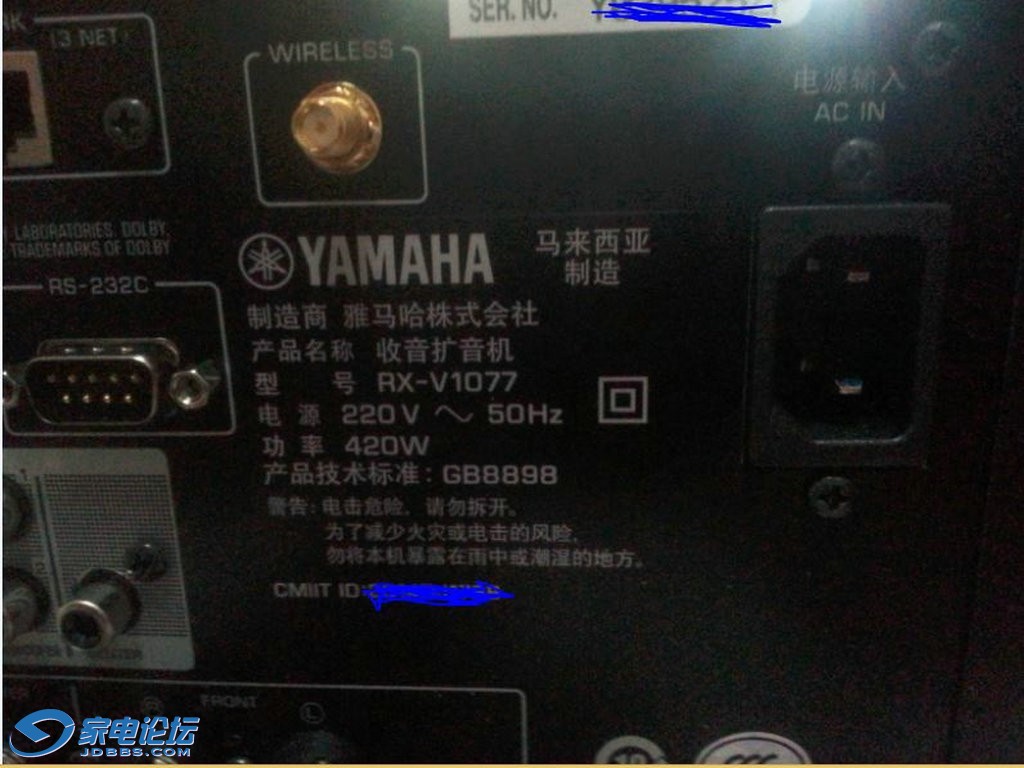 SER. NO.
(3 NET)
WIRELESS
电源输入
AC IN
LABORATORIES. DOLBY,
TRADEMARKS OF DOLBY
RS-232C
YAMAHA
马来西亚
制造
制造商 雅马哈株式会社
产品名称 收音扩音机
型 号 RX-V1077
电 源 220V ～ 50Hz
功 率 420W
产品技术标准: GB8898
警告: 电击危险, 请勿拆开。
为了减少火灾或电击的风险,
勿将本机暴露在雨中或潮湿的地方。
CMIIT ID:
FRONT
R
L
家电论坛
JDBBS.COM
10
CCC